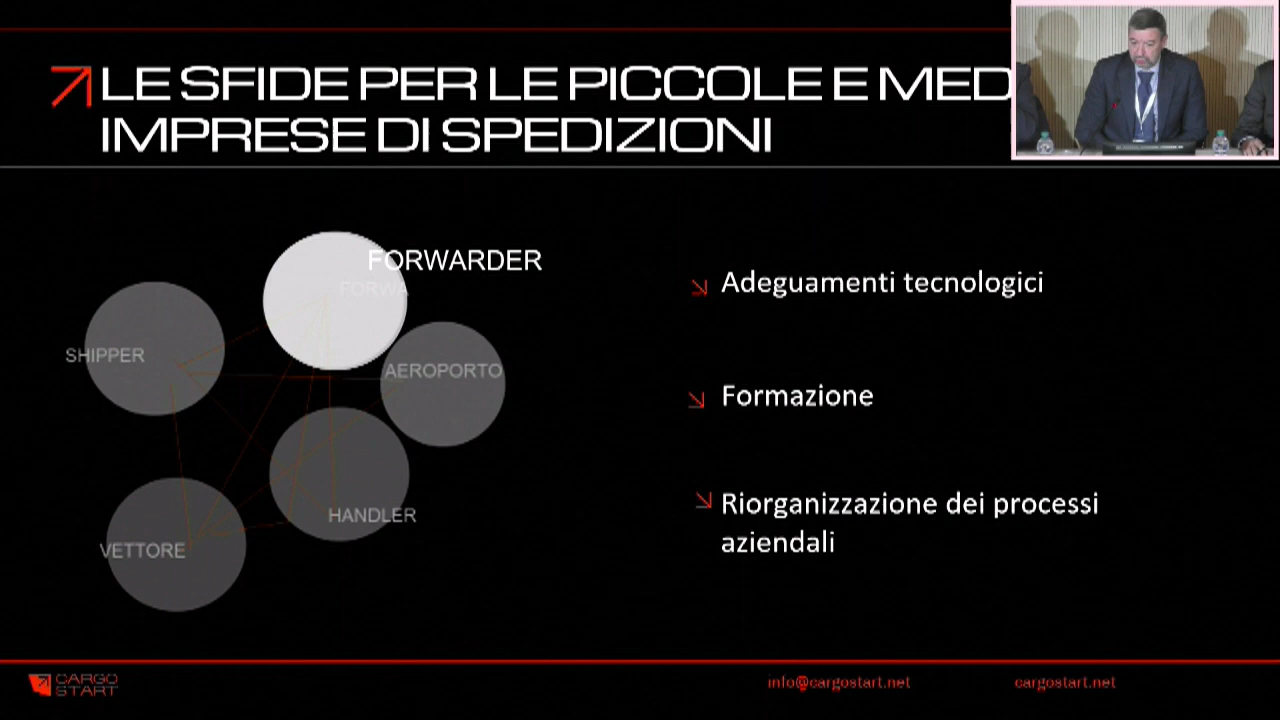 LE SFIDE PER LE PICCOLE E MED
IMPRESE DI SPEDIZIONI
FORWARDER
FORWA
SHIPPER
AEROPORTO
HANDLER
VETTORE
Adeguamenti tecnologici
Formazione
Riorganizzazione dei processi
aziendali
CARGO
START
info@cargostart.net
cargostart.net